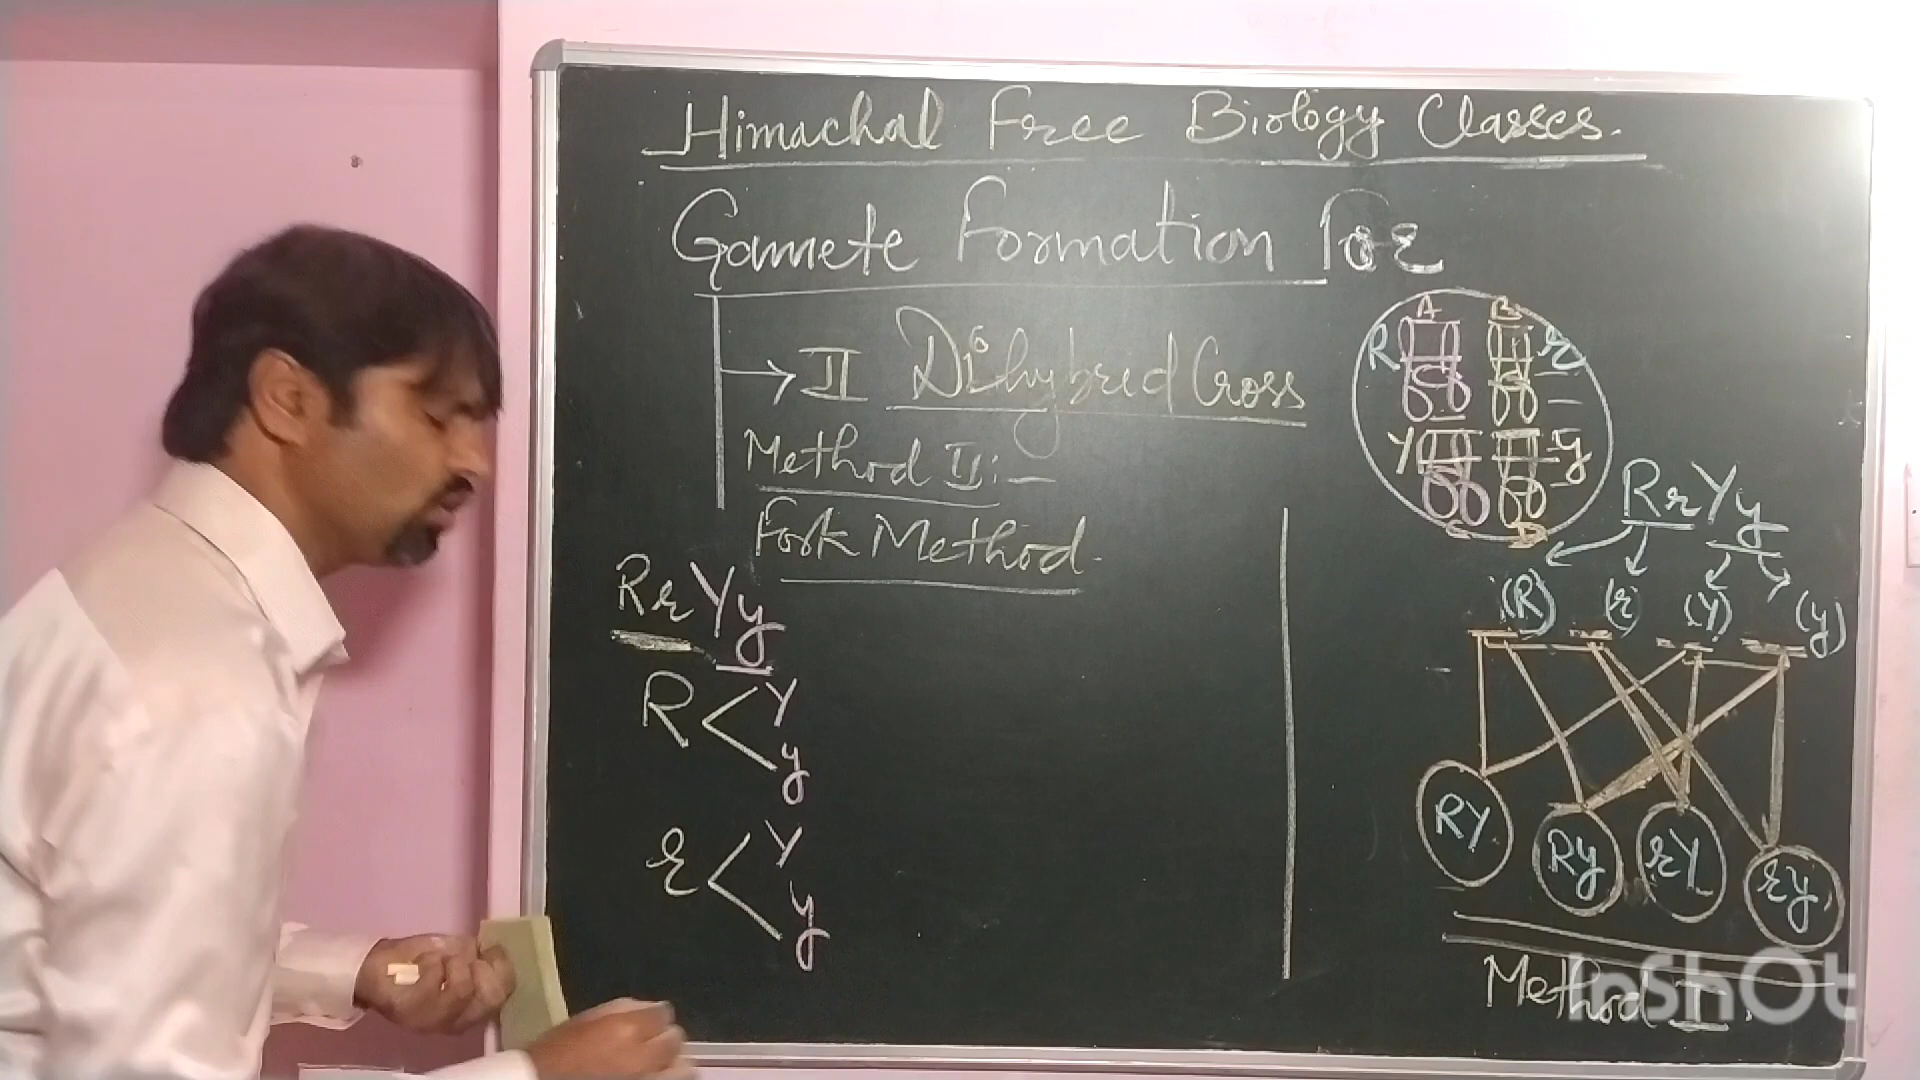 Himachal Free Biology Classes.
Gamete Formation for
→ II Dihybrid Cross
Method II:-
Fork Method.
RrYy
R < Y
y
r < Y
y
A B
R r
Y y
RrYy
(R) (r) (Y) (y)
RY Ry rY ry
Method I.
InShOt